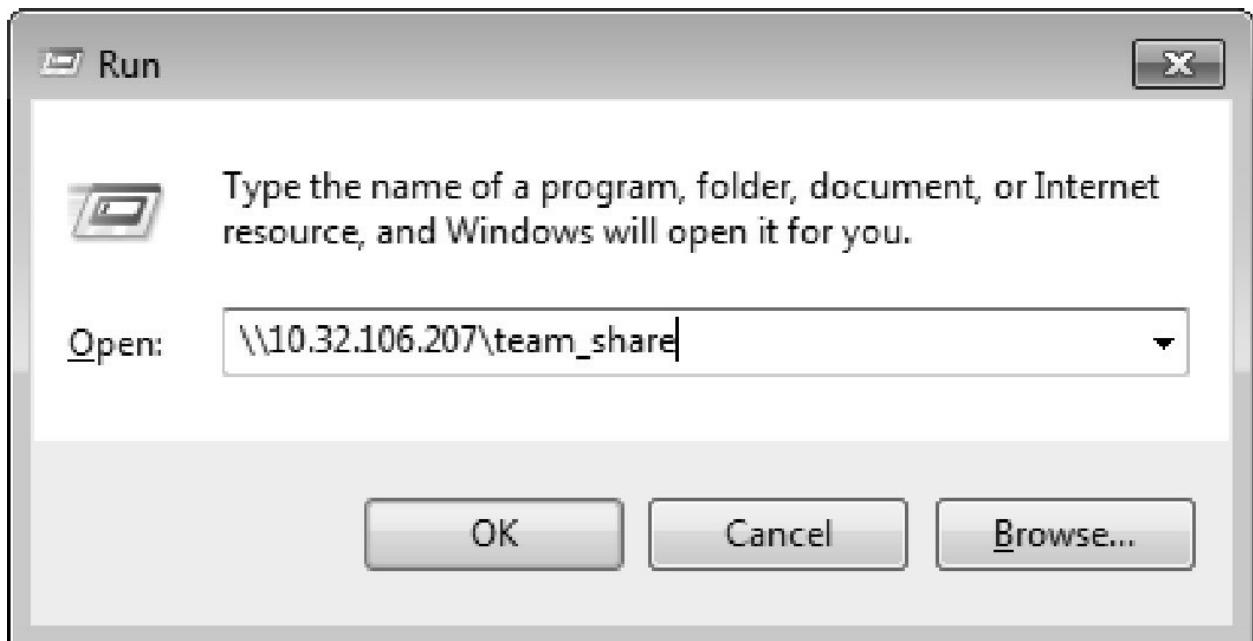 Run
Type the name of a program, folder, document, or Internet
resource, and Windows will open it for you.
Open: \\10.32.106.207\team_share
OK Cancel Browse...